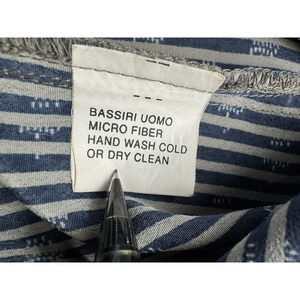 BASSIRI UOMO
MICRO FIBER
HAND WASH COLD
OR DRY CLEAN